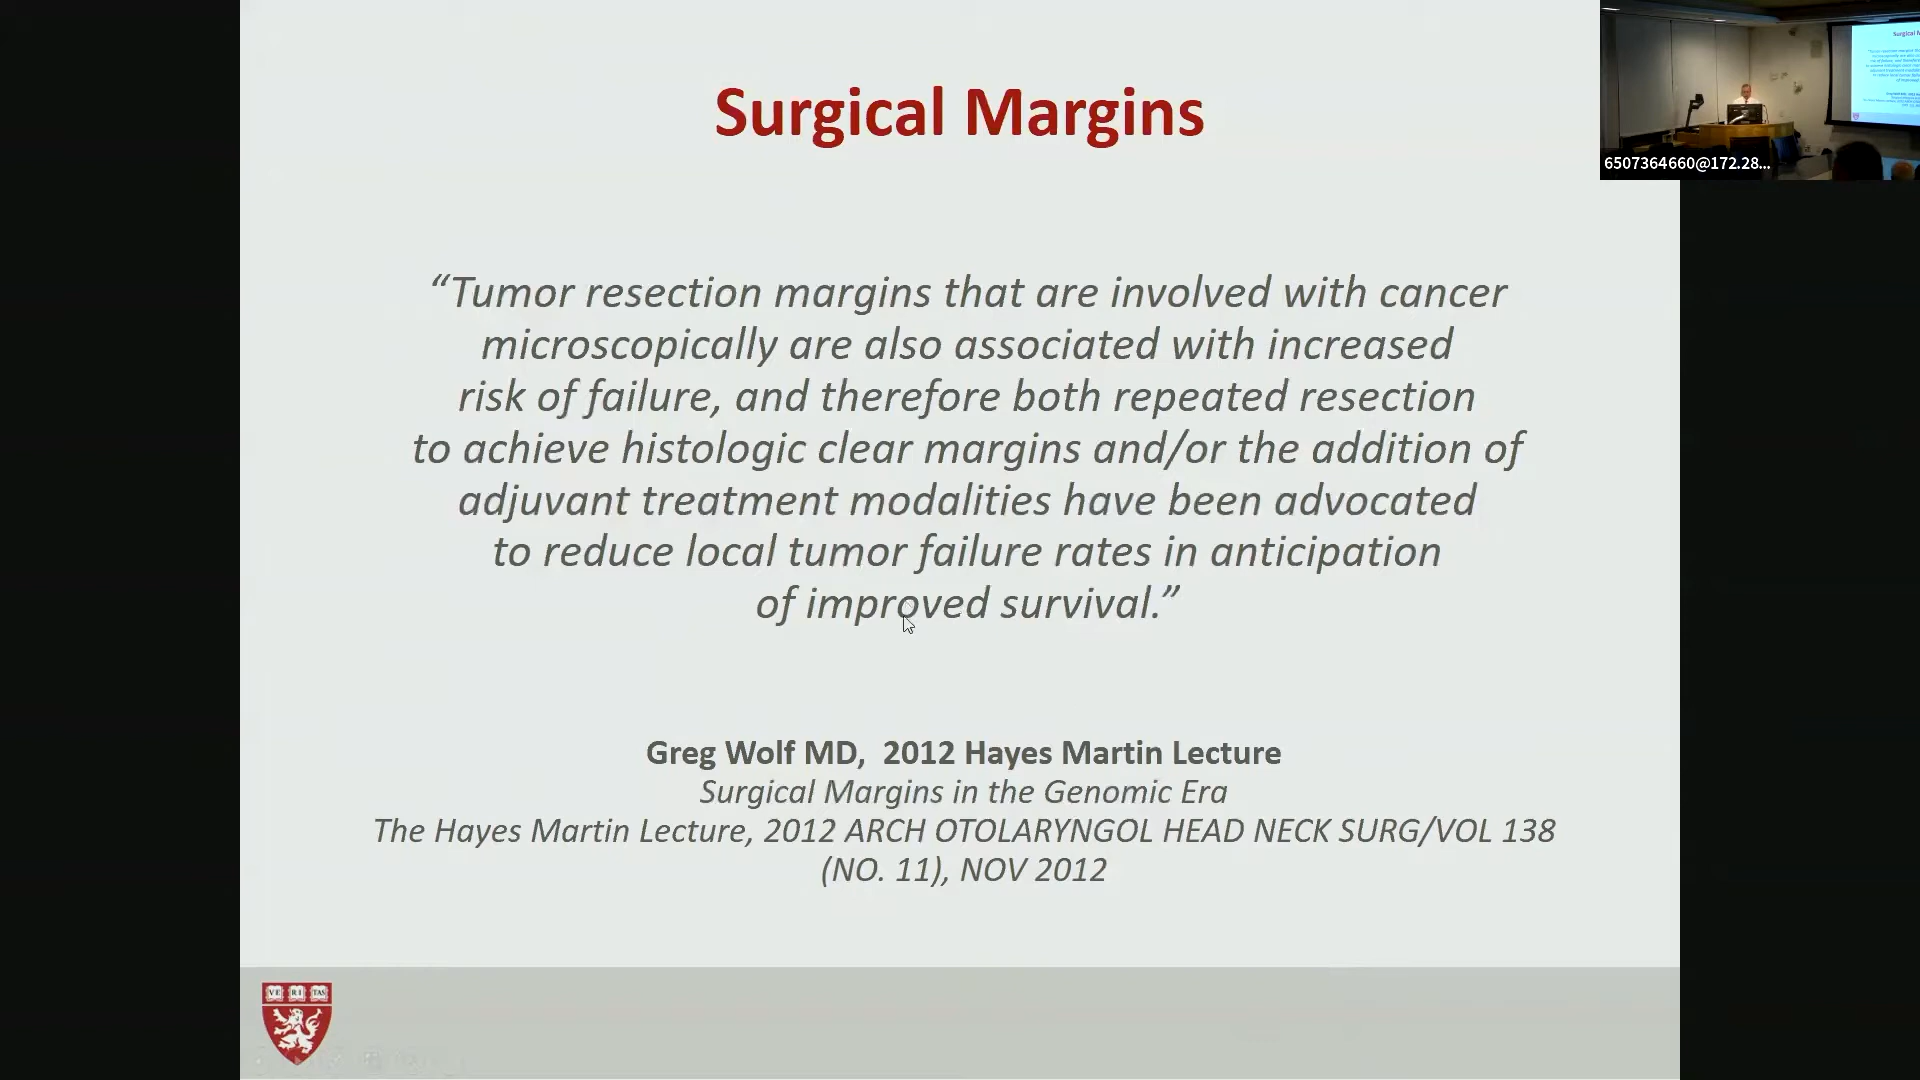 Surgical Margins
6507364660@172.28...
“Tumor resection margins that are involved with cancer
microscopically are also associated with increased
risk of failure, and therefore both repeated resection
to achieve histologic clear margins and/or the addition of
adjuvant treatment modalities have been advocated
to reduce local tumor failure rates in anticipation
of improved survival.”
Greg Wolf MD,  2012 Hayes Martin Lecture
Surgical Margins in the Genomic Era
The Hayes Martin Lecture, 2012 ARCH OTOLARYNGOL HEAD NECK SURG/VOL 138
(NO. 11), NOV 2012
VE RI TAS